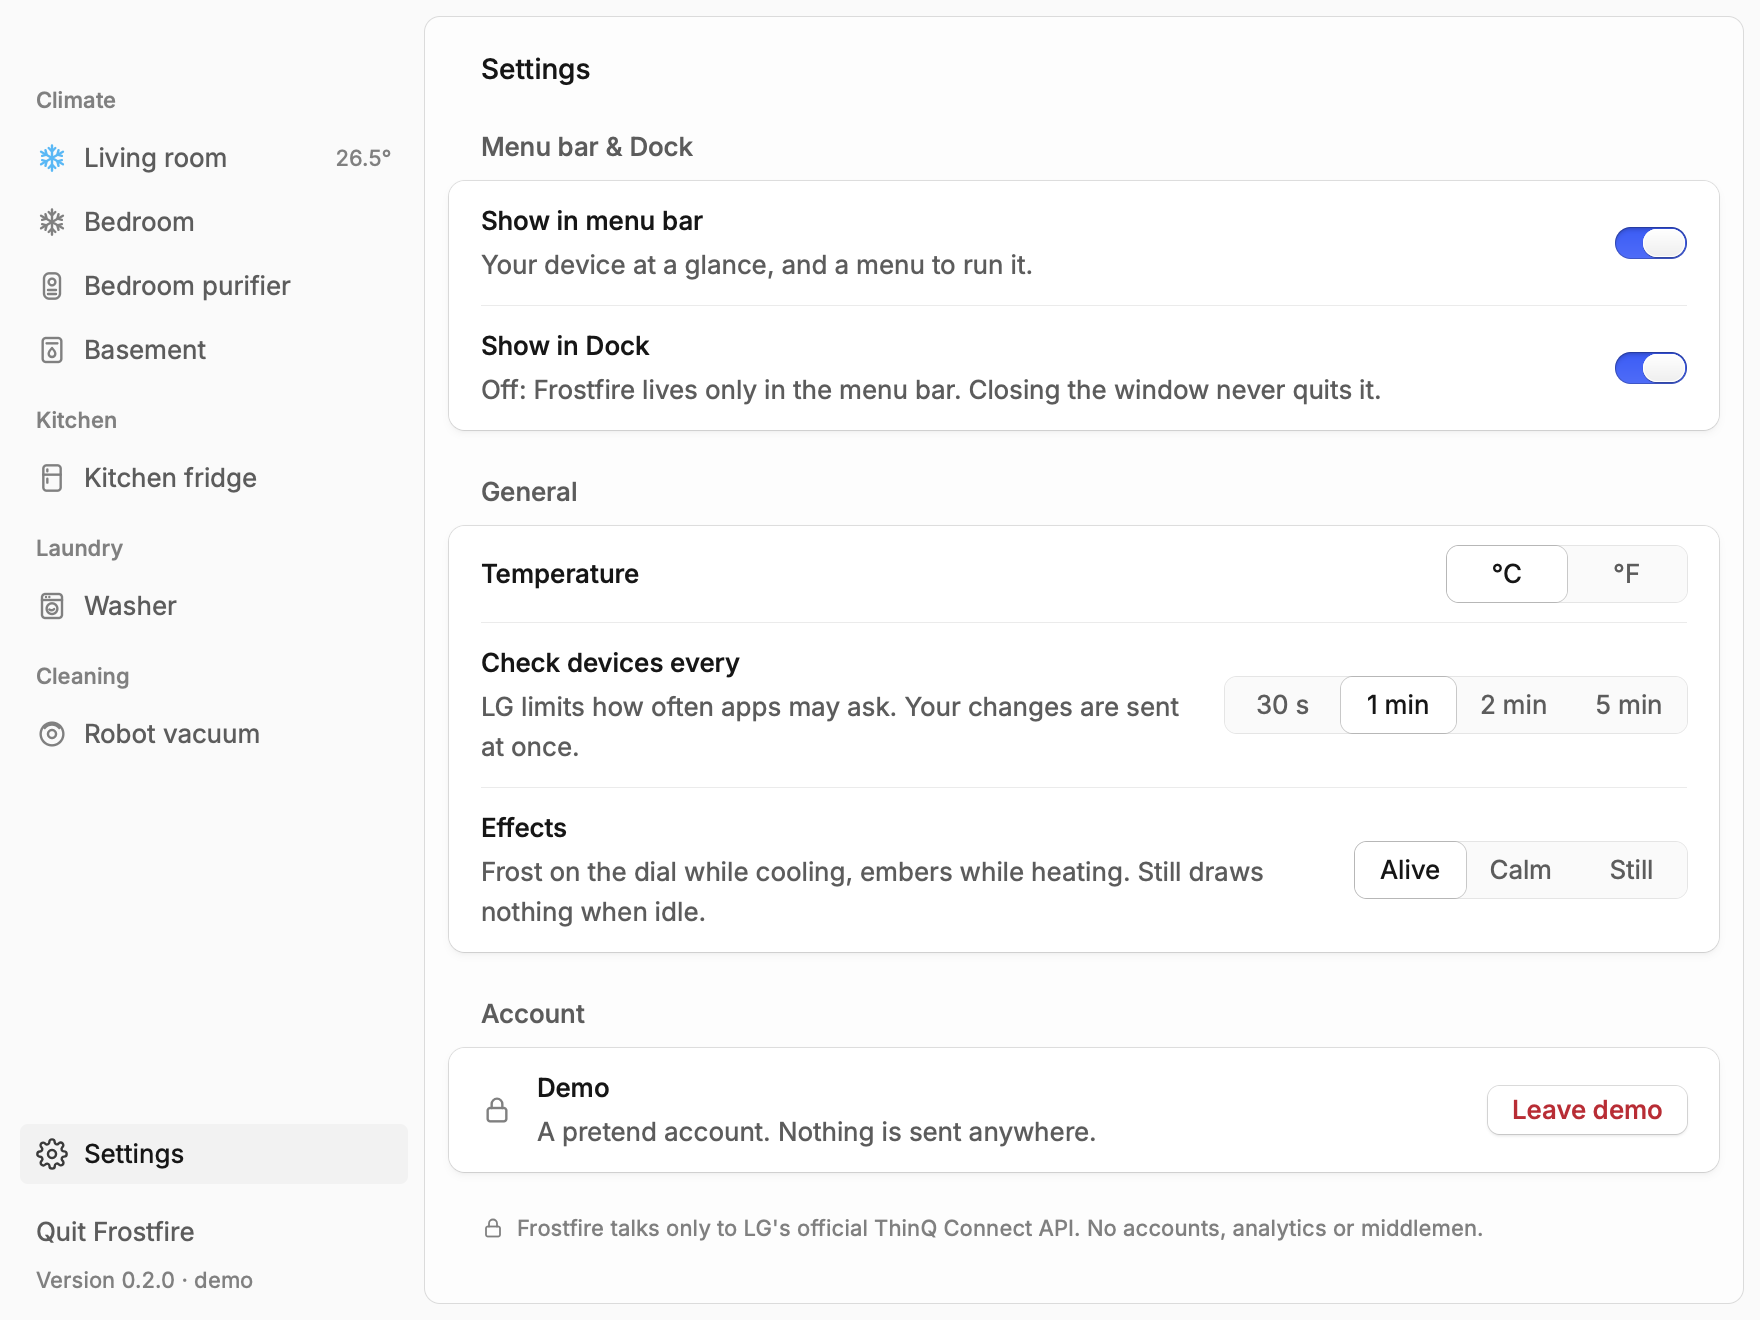 Climate
Living room 26.5°
Bedroom
Bedroom purifier
Basement
Kitchen
Kitchen fridge
Laundry
Washer
Cleaning
Robot vacuum
Settings
Quit Frostfire
Version 0.2.0 · demo
Settings
Menu bar & Dock
Show in menu bar
Your device at a glance, and a menu to run it.
Show in Dock
Off: Frostfire lives only in the menu bar. Closing the window never quits it.
General
Temperature
°C °F
Check devices every
LG limits how often apps may ask. Your changes are sent
at once.
30 s 1 min 2 min 5 min
Effects
Frost on the dial while cooling, embers while heating. Still draws
nothing when idle.
Alive Calm Still
Account
Demo
A pretend account. Nothing is sent anywhere.
Leave demo
Frostfire talks only to LG's official ThinQ Connect API. No accounts, analytics or middlemen.